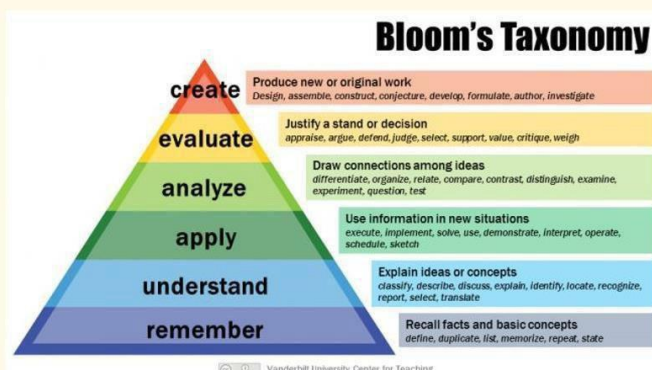 Bloom's Taxonomy
create
Produce new or original work
Design, assemble, construct, conjecture, develop, formulate, author, investigate
evaluate
Justify a stand or decision
appraise, argue, defend, judge, select, support, value, critique, weigh
analyze
Draw connections among ideas
differentiate, organize, relate, compare, contrast, distinguish, examine,
experiment, question, test
apply
Use information in new situations
execute, implement, solve, use, demonstrate, interpret, operate,
schedule, sketch
understand
Explain ideas or concepts
classify, describe, discuss, explain, identify, locate, recognize,
report, select, translate
remember
Recall facts and basic concepts
define, duplicate, list, memorize, repeat, state
Vanderbilt University Center for Teaching